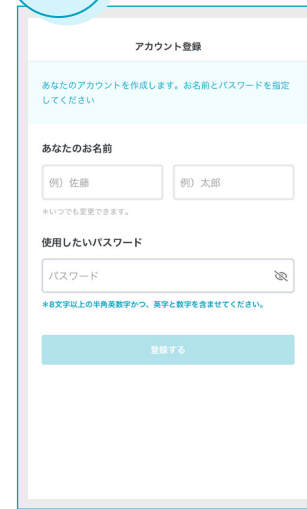 アカウント登録
あなたのアカウントを作成します。お名前とパスワードを指定
してください
あなたのお名前
例）佐藤 例）太郎
*いつでも変更できます。
使用したいパスワード
パスワード
*8文字以上の半角英数字かつ、英字と数字を含ませてください。
登録する